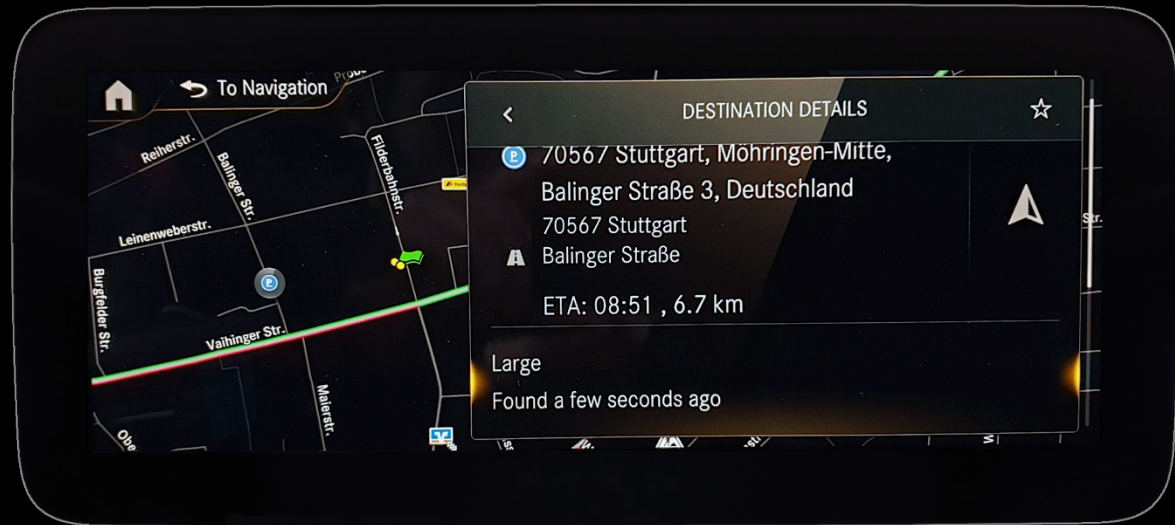 To Navigation
Reiherstr.
Balinger Str.
Filderbahnstr.
Leinenweberstr.
Burgfelder Str.
P
Vaihinger Str.
Maierstr.
DESTINATION DETAILS
P 70567 Stuttgart, Möhringen-Mitte,
Balinger Straße 3, Deutschland
70567 Stuttgart
Balinger Straße
ETA: 08:51 , 6.7 km
Large
Found a few seconds ago
Str.